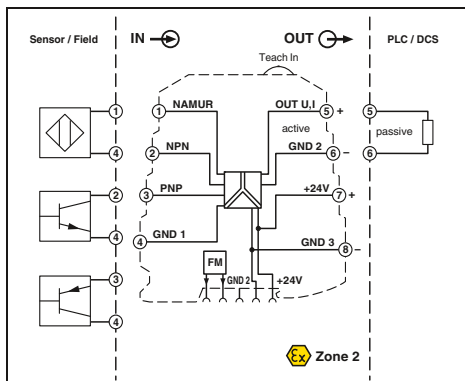 Sensor / Field
IN
OUT
PLC / DCS
Teach In
1
4
2
4
3
4
1
NAMUR
2
NPN
3
PNP
4
GND 1
OUT U,I
5
+
active
GND 2
6
–
+24V
7
+
GND 3
8
–
5
passive
6
FM
GND 2
+24V
Ex Zone 2